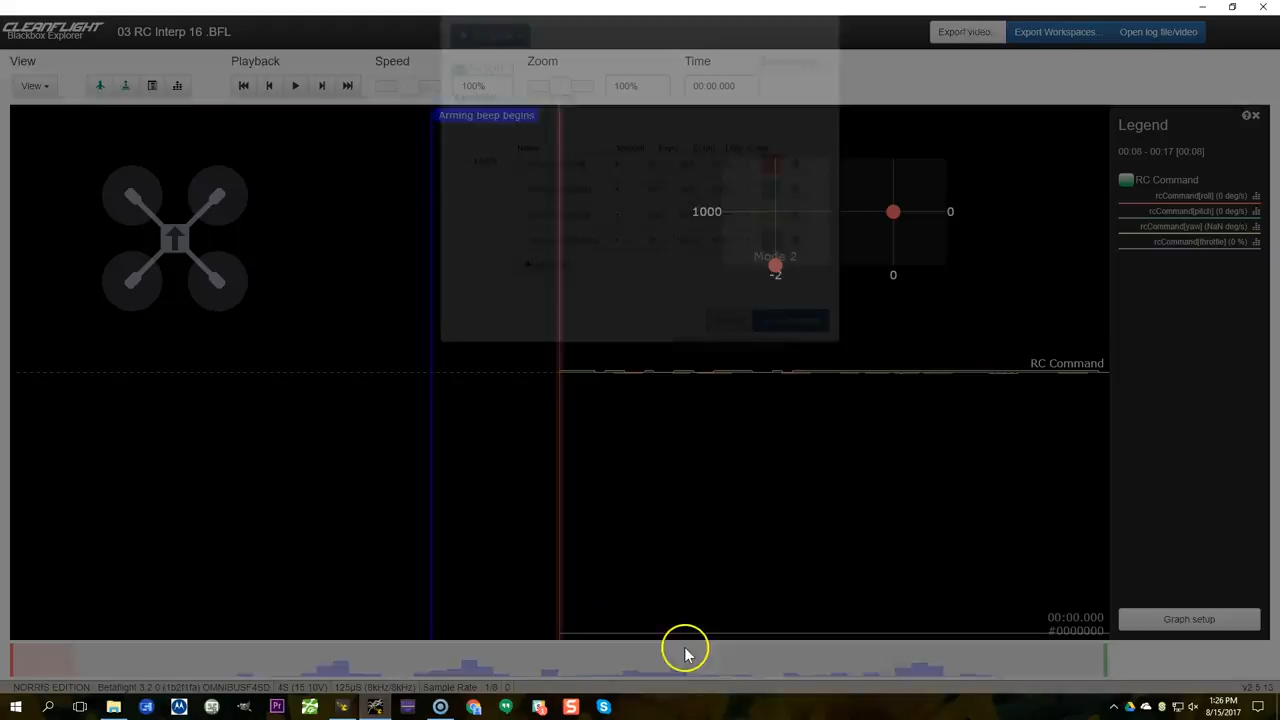 CLEANFLIGHT
Blackbox Explorer
03 RC Interp 16 .BFL
Export video...
Export Workspaces...
Open log file/video
View
Playback
Speed
Zoom
Time
View
100%
100%
00:00.000
Arming beep begins
Legend
00:08 - 00:17 [00:08]
RC Command
rcCommand[roll] (0 deg/s)
rcCommand[pitch] (0 deg/s)
rcCommand[yaw] (NaN deg/s)
rcCommand[throttle] (0 %)
1000
0
Mode 2
-2
0
RC Command
00:00.000
#0000000
Graph setup
NORRIS EDITION
Betaflight 3.2.0 (1b2f1fa) OMNIBUSF4SD
4S (15.10V)
125µS (8kHz/8kHz)
Sample Rate : 1/8
0
v2.5.13
1:26 PM
8/15/2017